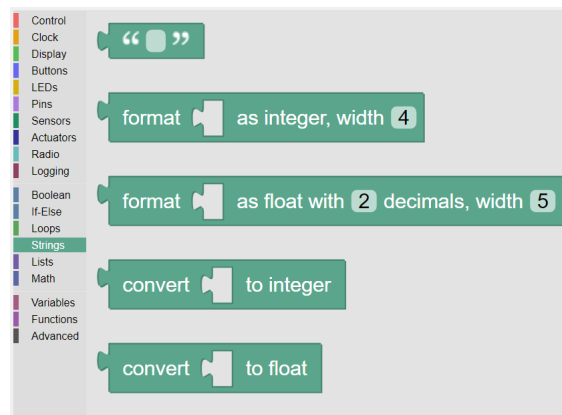 Control
Clock
Display
Buttons
LEDs
Pins
Sensors
Actuators
Radio
Logging
Boolean
If-Else
Loops
Strings
Lists
Math
Variables
Functions
Advanced
“ ”
format as integer, width 4
format as float with 2 decimals, width 5
convert to integer
convert to float